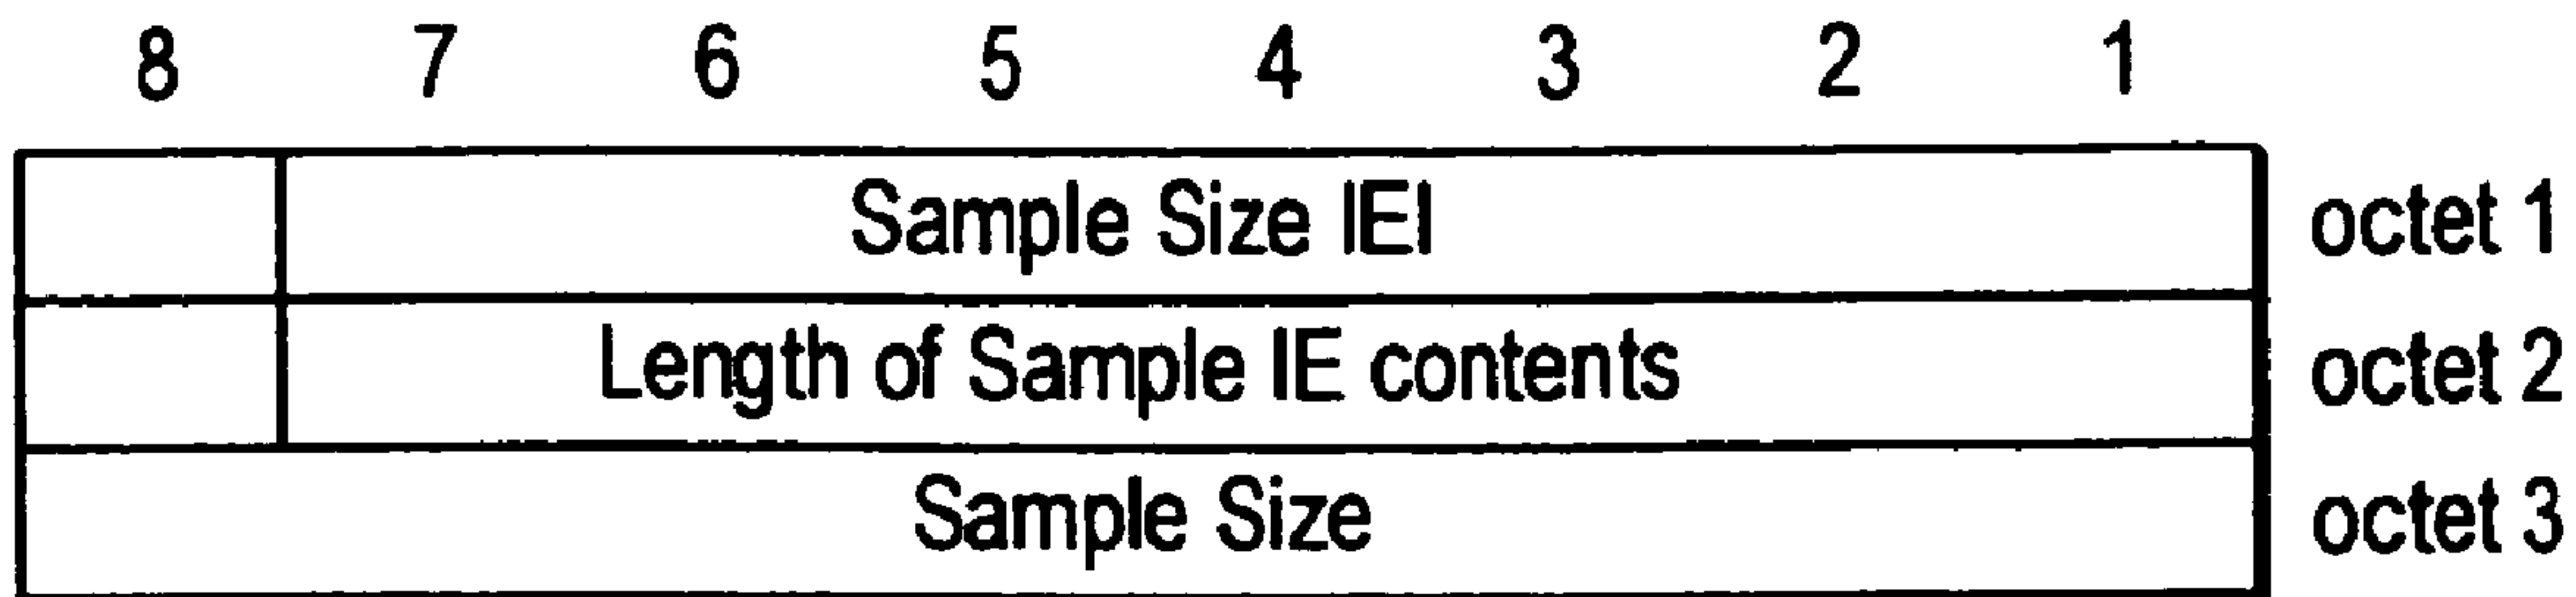 8 7 6 5 4 3 2 1
Sample Size IEI octet 1
Length of Sample IE contents octet 2
Sample Size octet 3